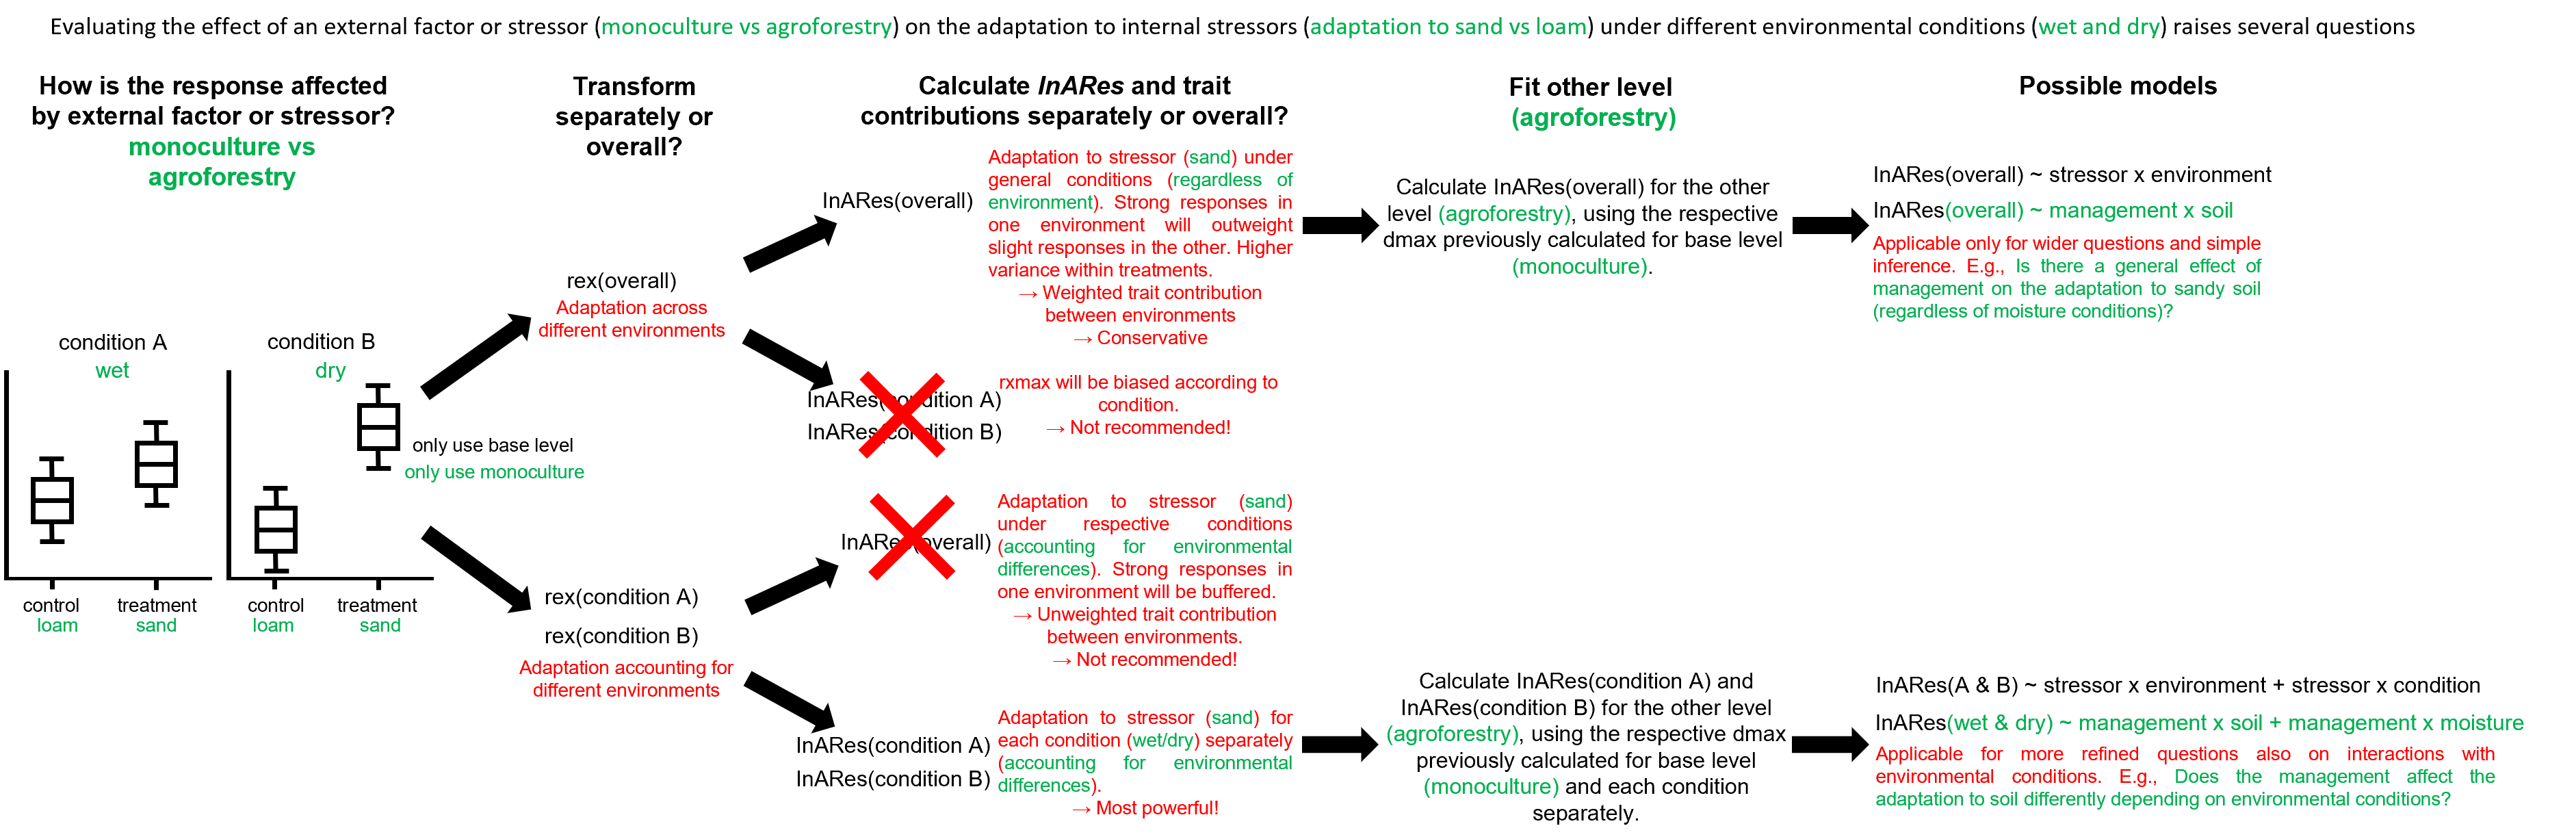 Evaluating the effect of an external factor or stressor (monoculture vs agroforestry) on the adaptation to internal stressors (adaptation to sand vs loam) under different environmental conditions (wet and dry) raises several questions
How is the response affected
by external factor or stressor?
monoculture vs
agroforestry
condition A
wet
condition B
dry
only use base level
only use monoculture
control
loam
treatment
sand
control
loam
treatment
sand
Transform
separately or
overall?
rex(overall)
Adaptation across
different environments
rex(condition A)
rex(condition B)
Adaptation accounting for
different environments
Calculate lnARes and trait
contributions separately or overall?
lnARes(overall)
Adaptation to stressor (sand) under
general conditions (regardless of
environment). Strong responses in
one environment will outweight
slight responses in the other. Higher
variance within treatments.
→ Weighted trait contribution
between environments
→ Conservative
lnARes(condition A)
lnARes(condition B)
rxmax will be biased according to
condition.
→ Not recommended!
lnARes(overall)
Adaptation to stressor (sand)
under respective conditions
(accounting for environmental
differences). Strong responses in
one environment will be buffered.
→ Unweighted trait contribution
between environments.
→ Not recommended!
lnARes(condition A)
lnARes(condition B)
Adaptation to stressor (sand) for
each condition (wet/dry) separately
(accounting for environmental
differences).
→ Most powerful!
Fit other level
(agroforestry)
Calculate lnARes(overall) for the other
level (agroforestry), using the respective
dmax previously calculated for base level
(monoculture).
Calculate lnARes(condition A) and
lnARes(condition B) for the other level
(agroforestry), using the respective dmax
previously calculated for base level
(monoculture) and each condition
separately.
Possible models
lnARes(overall) ~ stressor x environment
lnARes(overall) ~ management x soil
Applicable only for wider questions and simple
inference. E.g., Is there a general effect of
management on the adaptation to sandy soil
(regardless of moisture conditions)?
lnARes(A & B) ~ stressor x environment + stressor x condition
lnARes(wet & dry) ~ management x soil + management x moisture
Applicable for more refined questions also on interactions with
environmental conditions. E.g., Does the management affect the
adaptation to soil differently depending on environmental conditions?